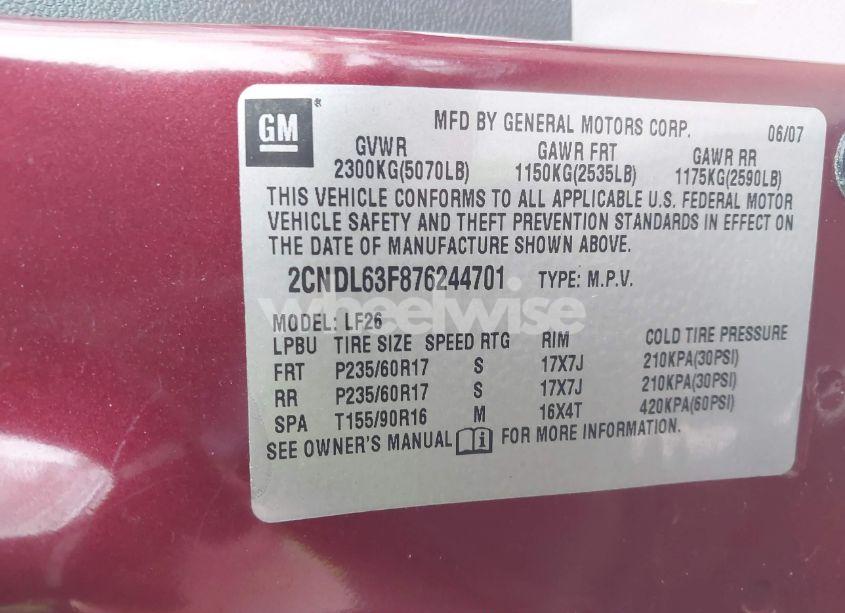 GM ®
MFD BY GENERAL MOTORS CORP. 06/07
GVWR GAWR FRT GAWR RR
2300KG(5070LB) 1150KG(2535LB) 1175KG(2590LB)
THIS VEHICLE CONFORMS TO ALL APPLICABLE U.S. FEDERAL MOTOR
VEHICLE SAFETY AND THEFT PREVENTION STANDARDS IN EFFECT ON
THE DATE OF MANUFACTURE SHOWN ABOVE.
2CNDL63F876244701 TYPE: M.P.V.
wheelwise
MODEL: LF26
LPBU TIRE SIZE SPEED RTG RIM COLD TIRE PRESSURE
FRT P235/60R17 S 17X7J 210KPA(30PSI)
RR P235/60R17 S 17X7J 210KPA(30PSI)
SPA T155/90R16 M 16X4T 420KPA(60PSI)
SEE OWNER'S MANUAL i FOR MORE INFORMATION.